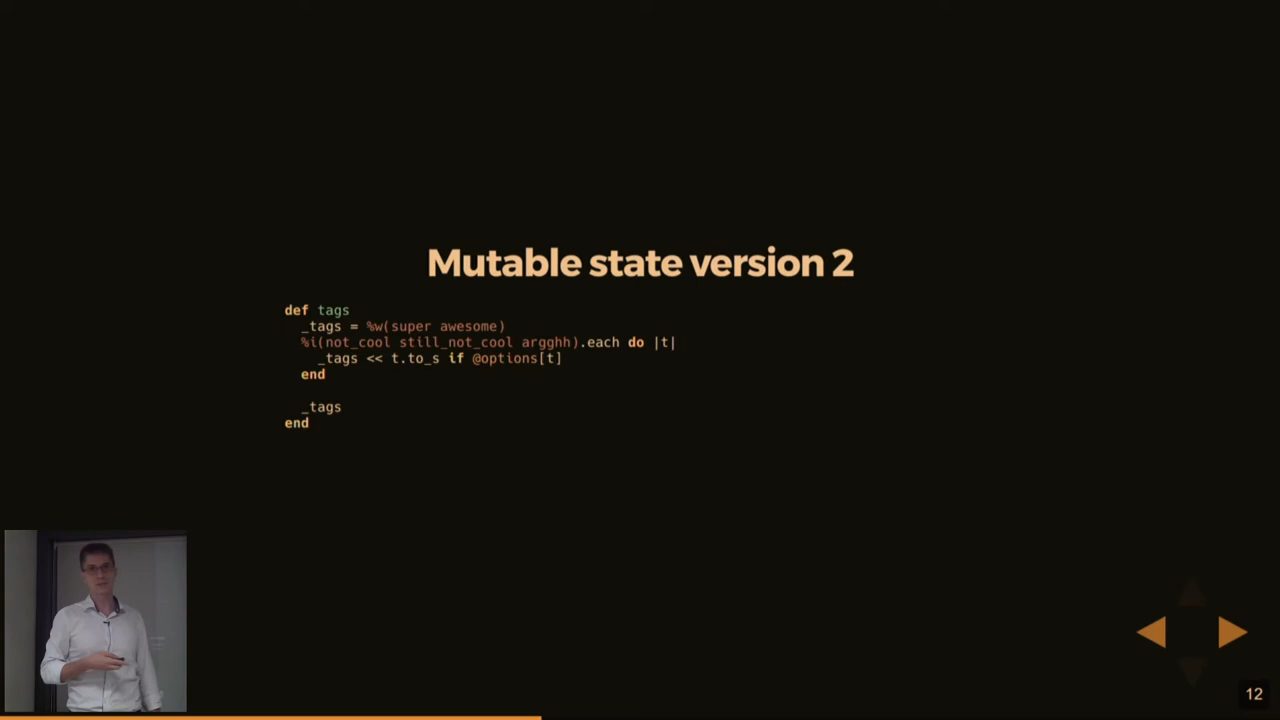 Mutable state version 2
def tags
  _tags = %w(super awesome)
  %i(not_cool still_not_cool argghh).each do |t|
    _tags << t.to_s if @options[t]
  end

  _tags
end
12